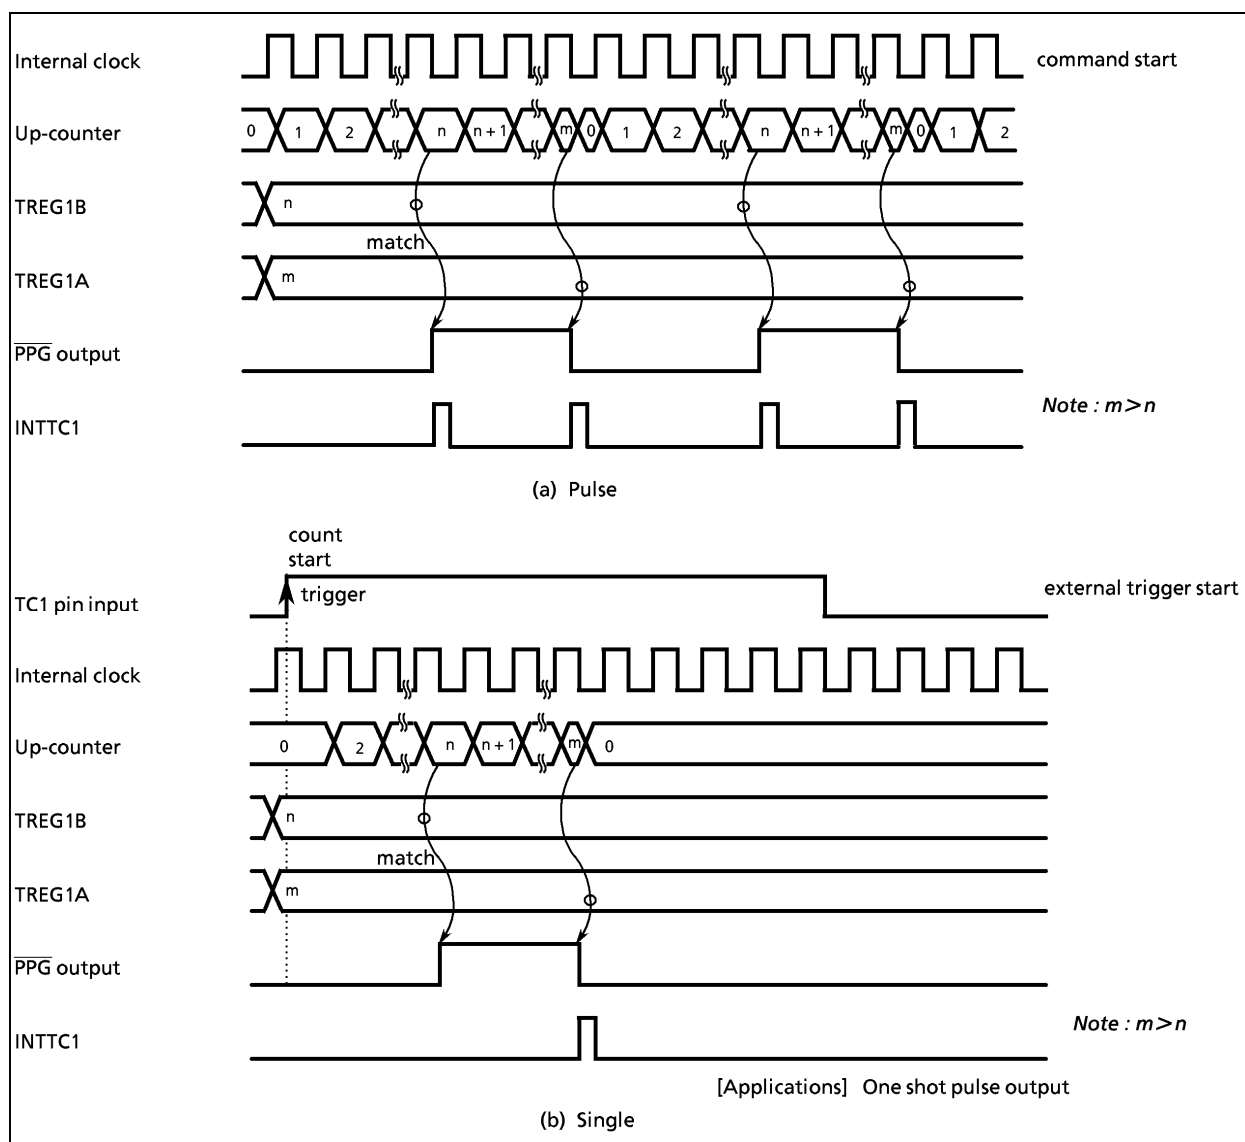 Internal clock
command start
Up-counter
0 1 2 n n+1 m 0 1 2 n n+1 m 0 1 2
TREG1B
n
match
TREG1A
m
PPG output
Note : m>n
INTTC1
(a) Pulse
count
start
trigger
TC1 pin input
external trigger start
Internal clock
Up-counter
0 2 n n+1 m 0
TREG1B
n
match
TREG1A
m
PPG output
Note : m>n
INTTC1
[Applications] One shot pulse output
(b) Single